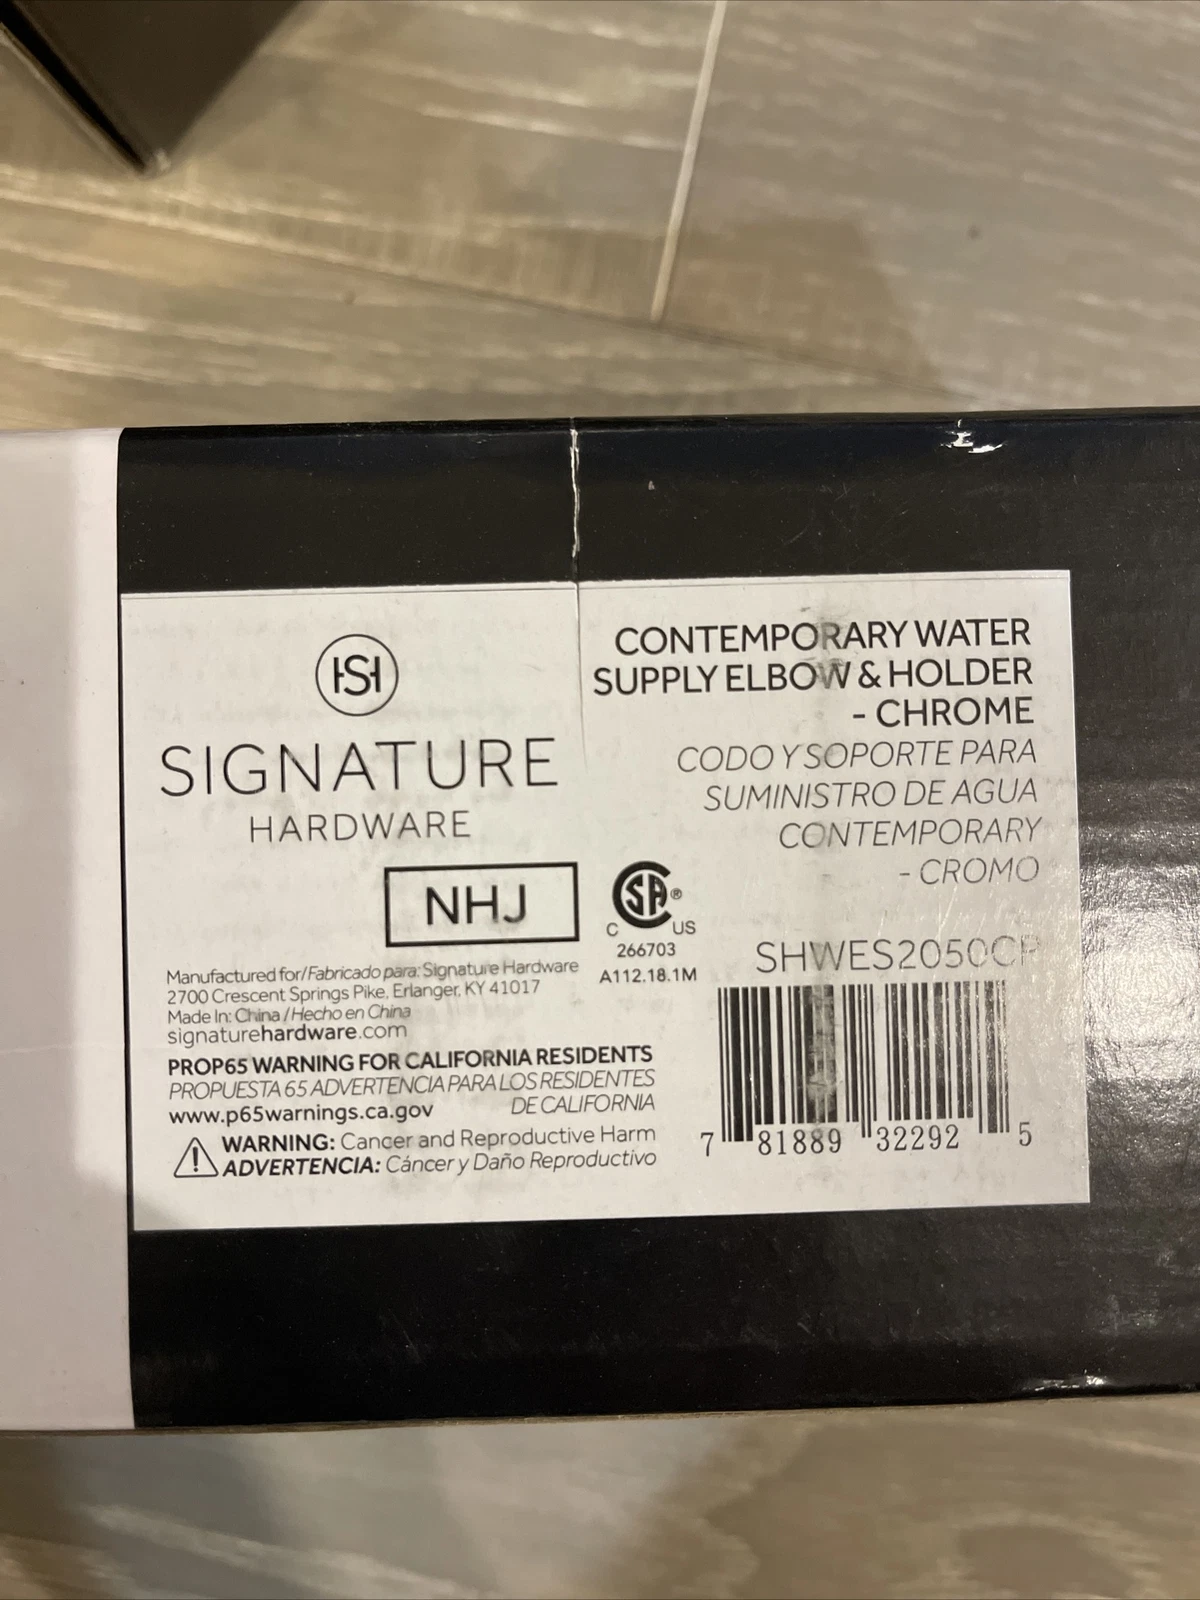 HS
SIGNATURE
HARDWARE
NHJ
CSA®
C US
266703
A112.18.1M
Manufactured for/Fabricado para: Signature Hardware
2700 Crescent Springs Pike, Erlanger, KY 41017
Made In: China / Hecho en China
signaturehardware.com
PROP65 WARNING FOR CALIFORNIA RESIDENTS
PROPUESTA 65 ADVERTENCIA PARA LOS RESIDENTES
DE CALIFORNIA
www.p65warnings.ca.gov
WARNING: Cancer and Reproductive Harm
ADVERTENCIA: Cáncer y Daño Reproductivo
CONTEMPORARY WATER
SUPPLY ELBOW & HOLDER
- CHROME
CODO Y SOPORTE PARA
SUMINISTRO DE AGUA
CONTEMPORARY
- CROMO
SHWES2050CP
7 81889 32292 5